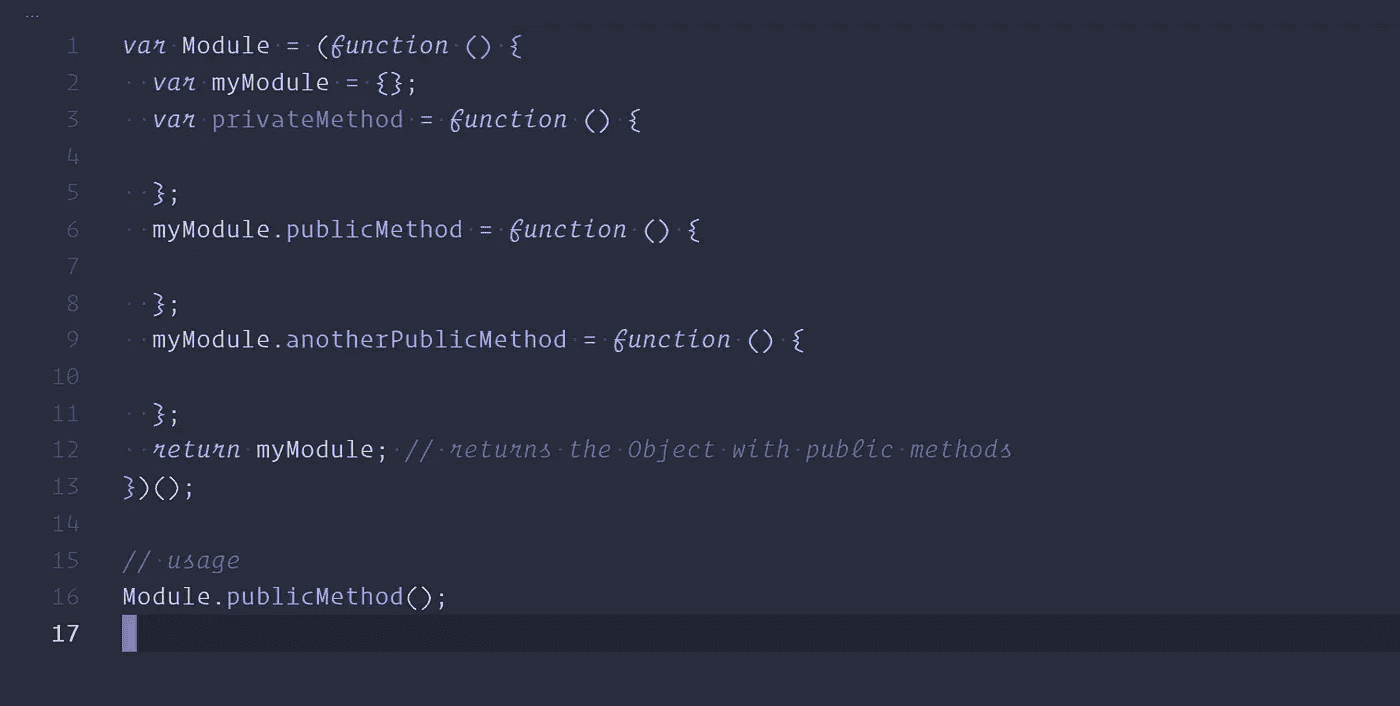 ...
1 var Module = (function () {
2   var myModule = {};
3   var privateMethod = function () {
4
5   };
6   myModule.publicMethod = function () {
7
8   };
9   myModule.anotherPublicMethod = function () {
10
11   };
12   return myModule; // returns the Object with public methods
13 })();
14
15 // usage
16 Module.publicMethod();
17